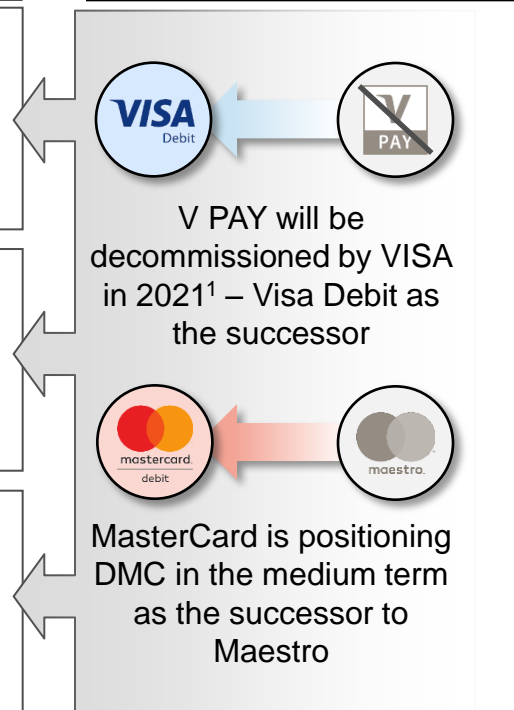 VISA
Debit
V
PAY
V PAY will be
decommissioned by VISA
in 2021¹ – Visa Debit as
the successor
mastercard.
debit
maestro.
MasterCard is positioning
DMC in the medium term
as the successor to
Maestro